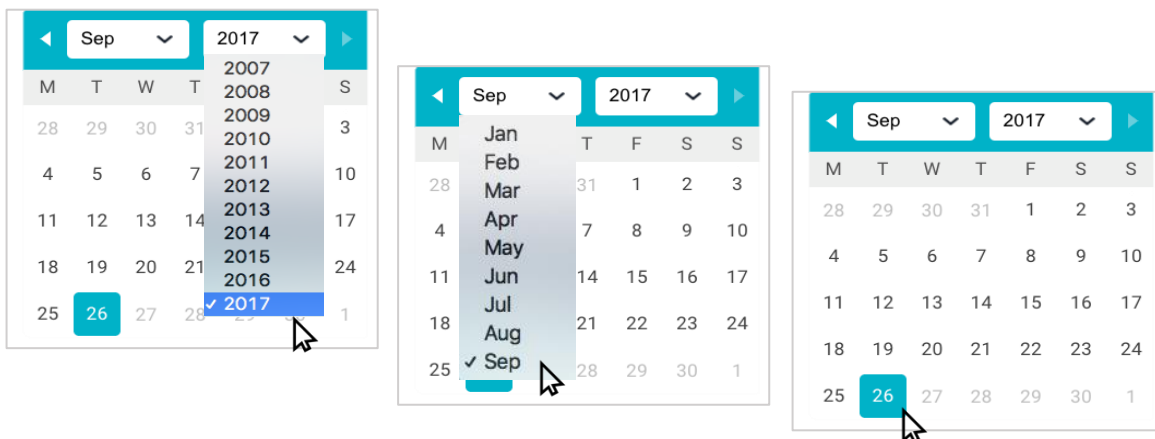 Sep 2017
2007
2008
2009
2010
2011
2012
2013
2014
2015
2016
✓ 2017
M T W T S
28 29 30 31 3
4 5 6 7 10
11 12 13 14 17
18 19 20 21 24
25 26 27 28 29 30 1
Sep 2017
Jan
Feb
Mar
Apr
May
Jun
Jul
Aug
✓ Sep
M T F S S
28 31 1 2 3
4 7 8 9 10
11 14 15 16 17
18 21 22 23 24
25 28 29 30 1
Sep 2017
M T W T F S S
28 29 30 31 1 2 3
4 5 6 7 8 9 10
11 12 13 14 15 16 17
18 19 20 21 22 23 24
25 26 27 28 29 30 1